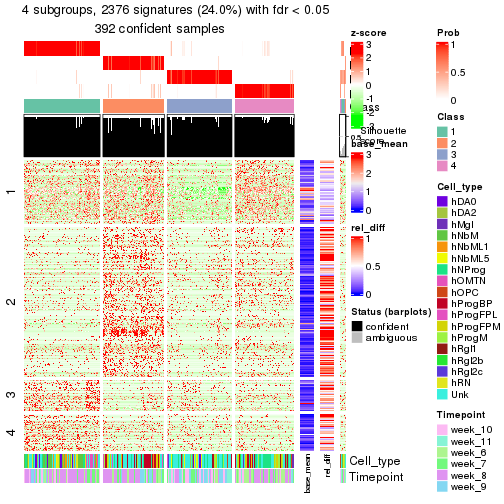 4 subgroups, 2376 signatures (24.0%) with fdr < 0.05
392 confident samples
1
2
3
4
Cell_type
Timepoint
base_mean
rel_diff
z-score
3
2
1
0
-1
-2
Class
Silhouette
score
0.5
base_mean
3
2
1
0
rel_diff
1
0.5
0
Status (barplots)
confident
ambiguous
Prob
1
0.5
0
Class
1
2
3
4
Cell_type
hDA0
hDA2
hMgl
hNbM
hNbML1
hNbML5
hNProg
hOMTN
hOPC
hProgBP
hProgFPL
hProgFPM
hProgM
hRgl1
hRgl2b
hRgl2c
hRN
Unk
Timepoint
week_10
week_11
week_6
week_7
week_8
week_9